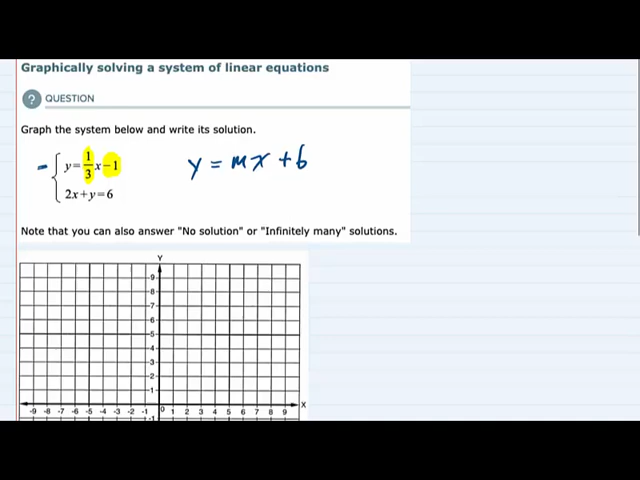 Graphically solving a system of linear equations
? QUESTION
Graph the system below and write its solution.
y = 1/3 x - 1
y = mx + b
2x + y = 6
Note that you can also answer "No solution" or "Infinitely many" solutions.
Y
9
8
7
6
5
4
3
2
1
X
-9 -8 -7 -6 -5 -4 -3 -2 -1 0 1 2 3 4 5 6 7 8 9
-1